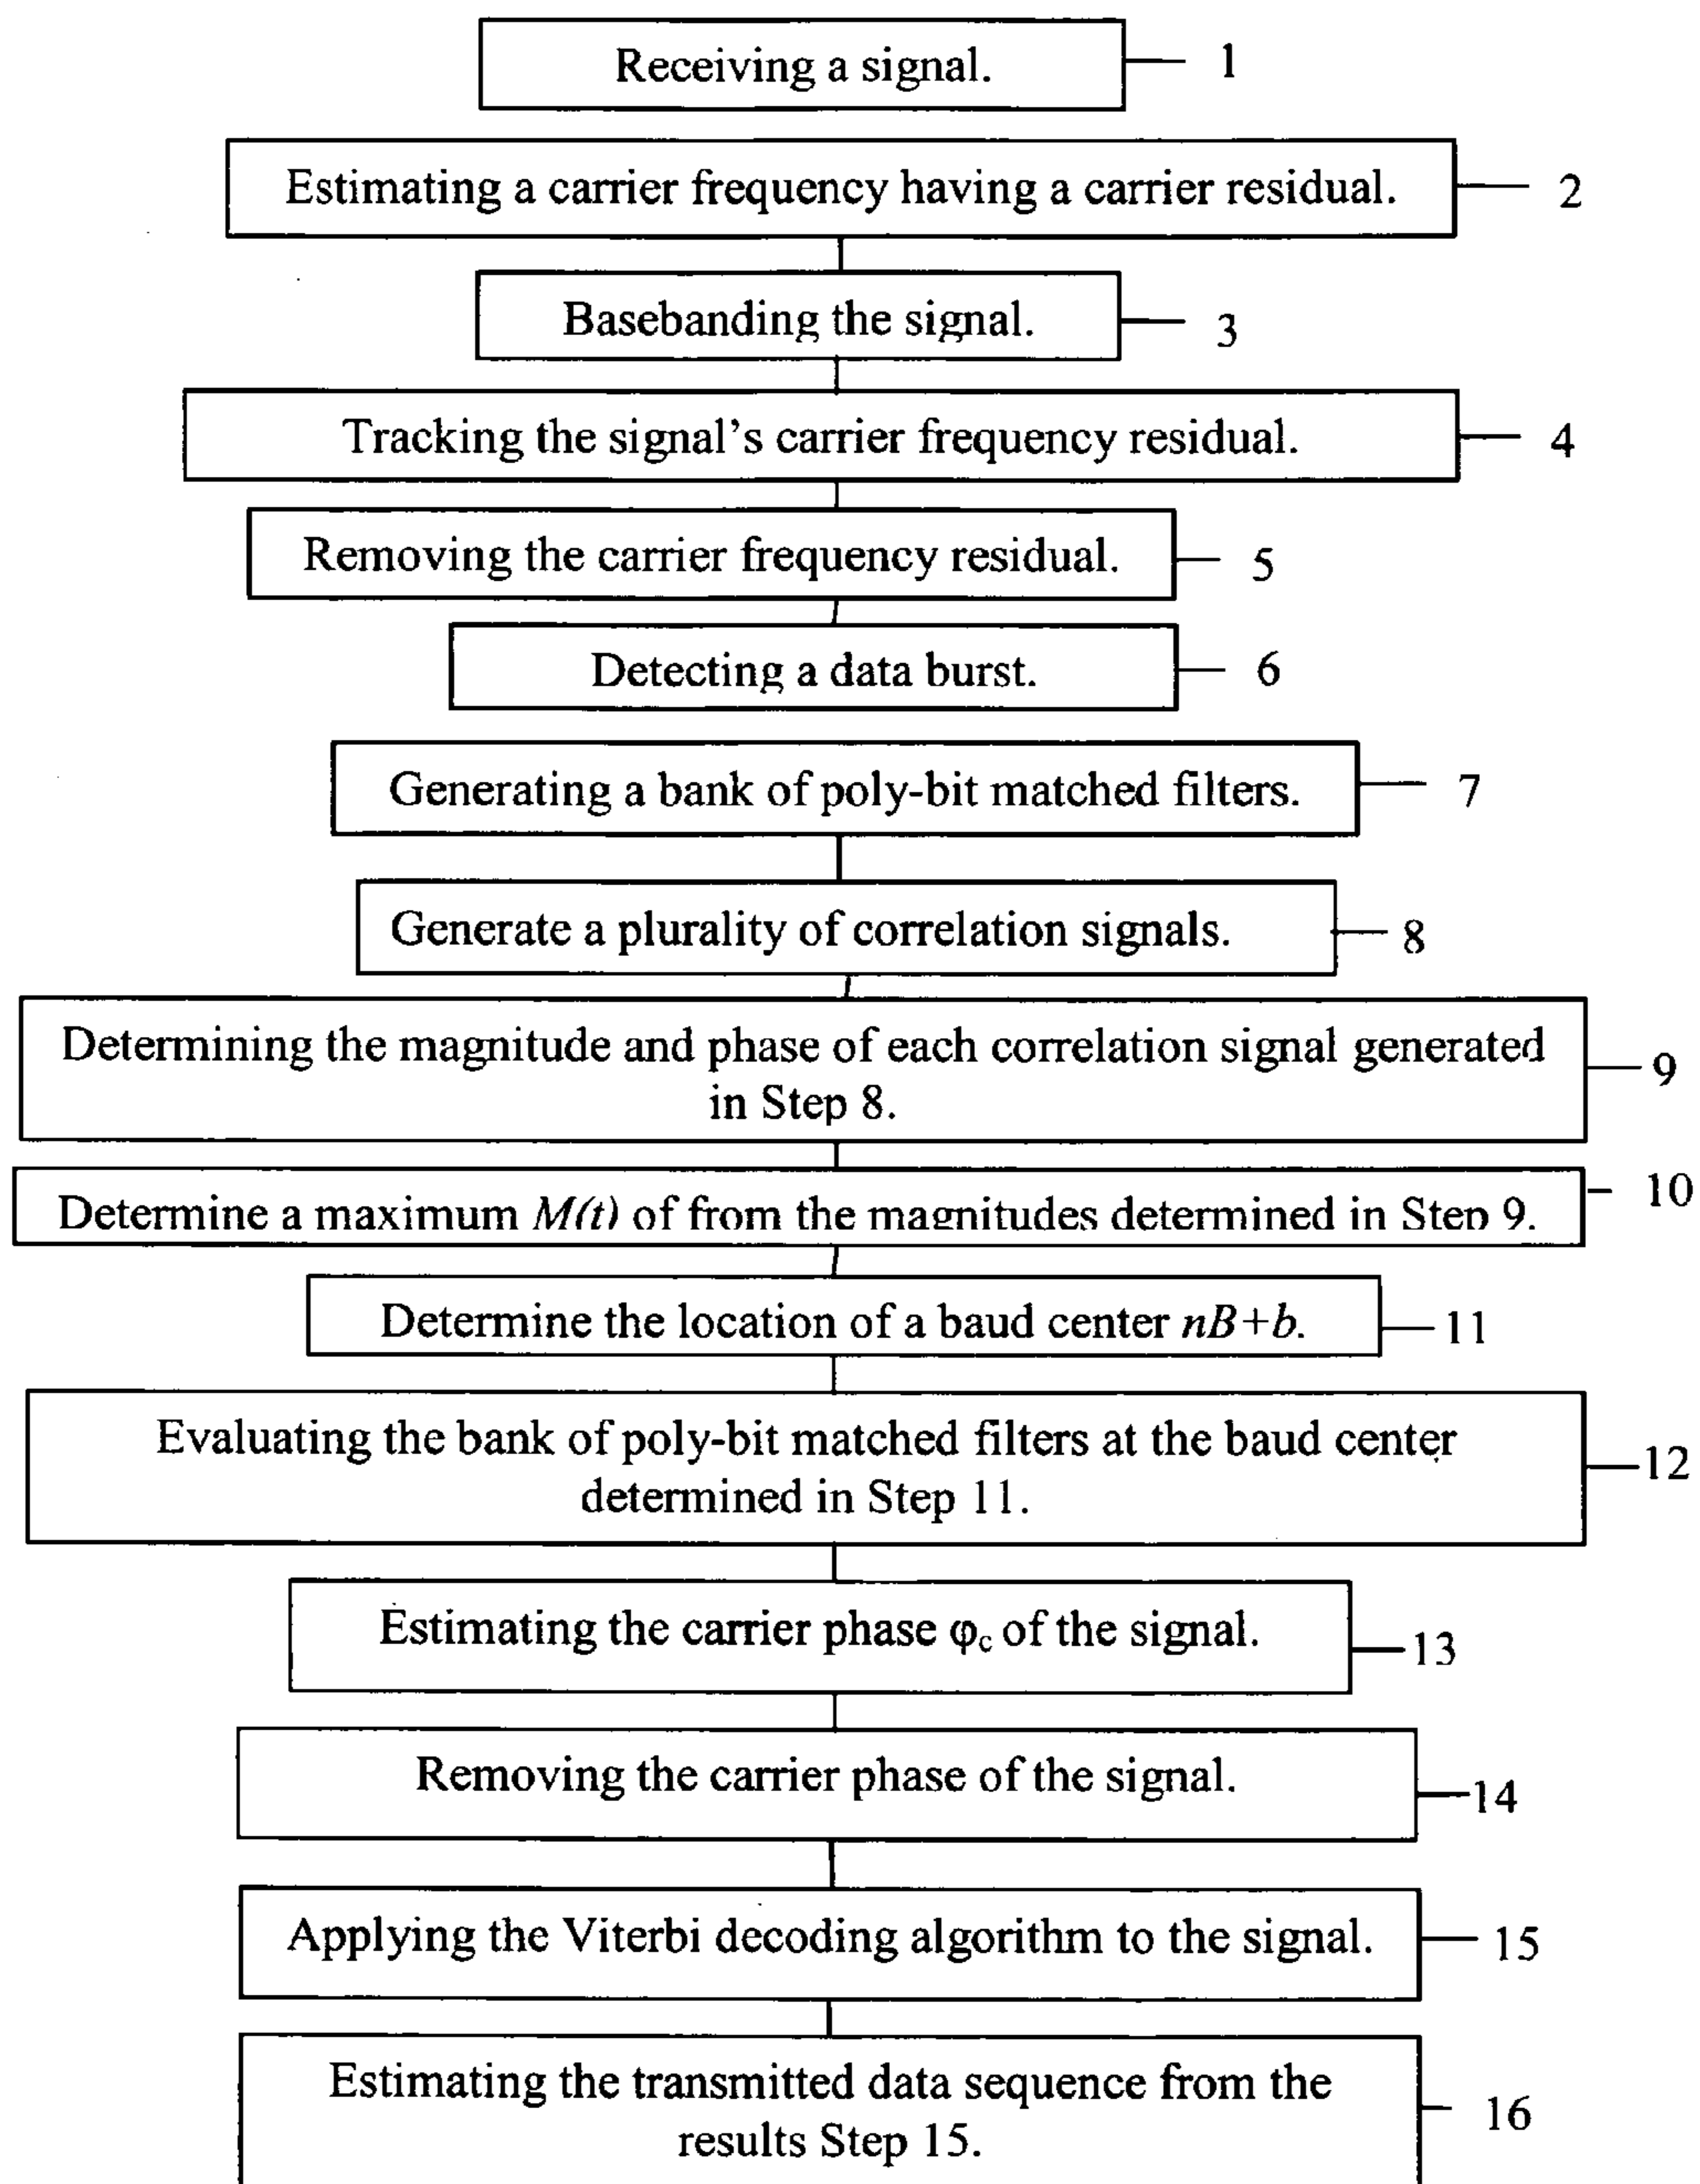 Receiving a signal. 1
Estimating a carrier frequency having a carrier residual. 2
Basebanding the signal. 3
Tracking the signal’s carrier frequency residual. 4
Removing the carrier frequency residual. 5
Detecting a data burst. 6
Generating a bank of poly-bit matched filters. 7
Generate a plurality of correlation signals. 8
Determining the magnitude and phase of each correlation signal generated
in Step 8.
9
Determine a maximum M(t) of from the magnitudes determined in Step 9. 10
Determine the location of a baud center nB+b. 11
Evaluating the bank of poly-bit matched filters at the baud center
determined in Step 11.
12
Estimating the carrier phase φc of the signal. 13
Removing the carrier phase of the signal. 14
Applying the Viterbi decoding algorithm to the signal. 15
Estimating the transmitted data sequence from the
results Step 15.
16